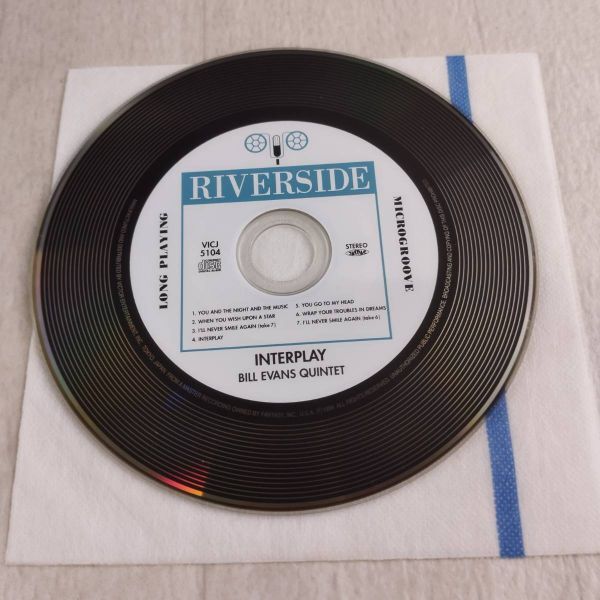 RIVERSIDE
LONG PLAYING
MICROGROOVE
VICJ
5104
STEREO
1. YOU AND THE NIGHT AND THE MUSIC
2. WHEN YOU WISH UPON A STAR
3. I'LL NEVER SMILE AGAIN (take 7)
4. INTERPLAY
5. YOU GO TO MY HEAD
6. WRAP YOUR TROUBLES IN DREAMS
7. I'LL NEVER SMILE AGAIN (take 6)
INTERPLAY
BILL EVANS QUINTET